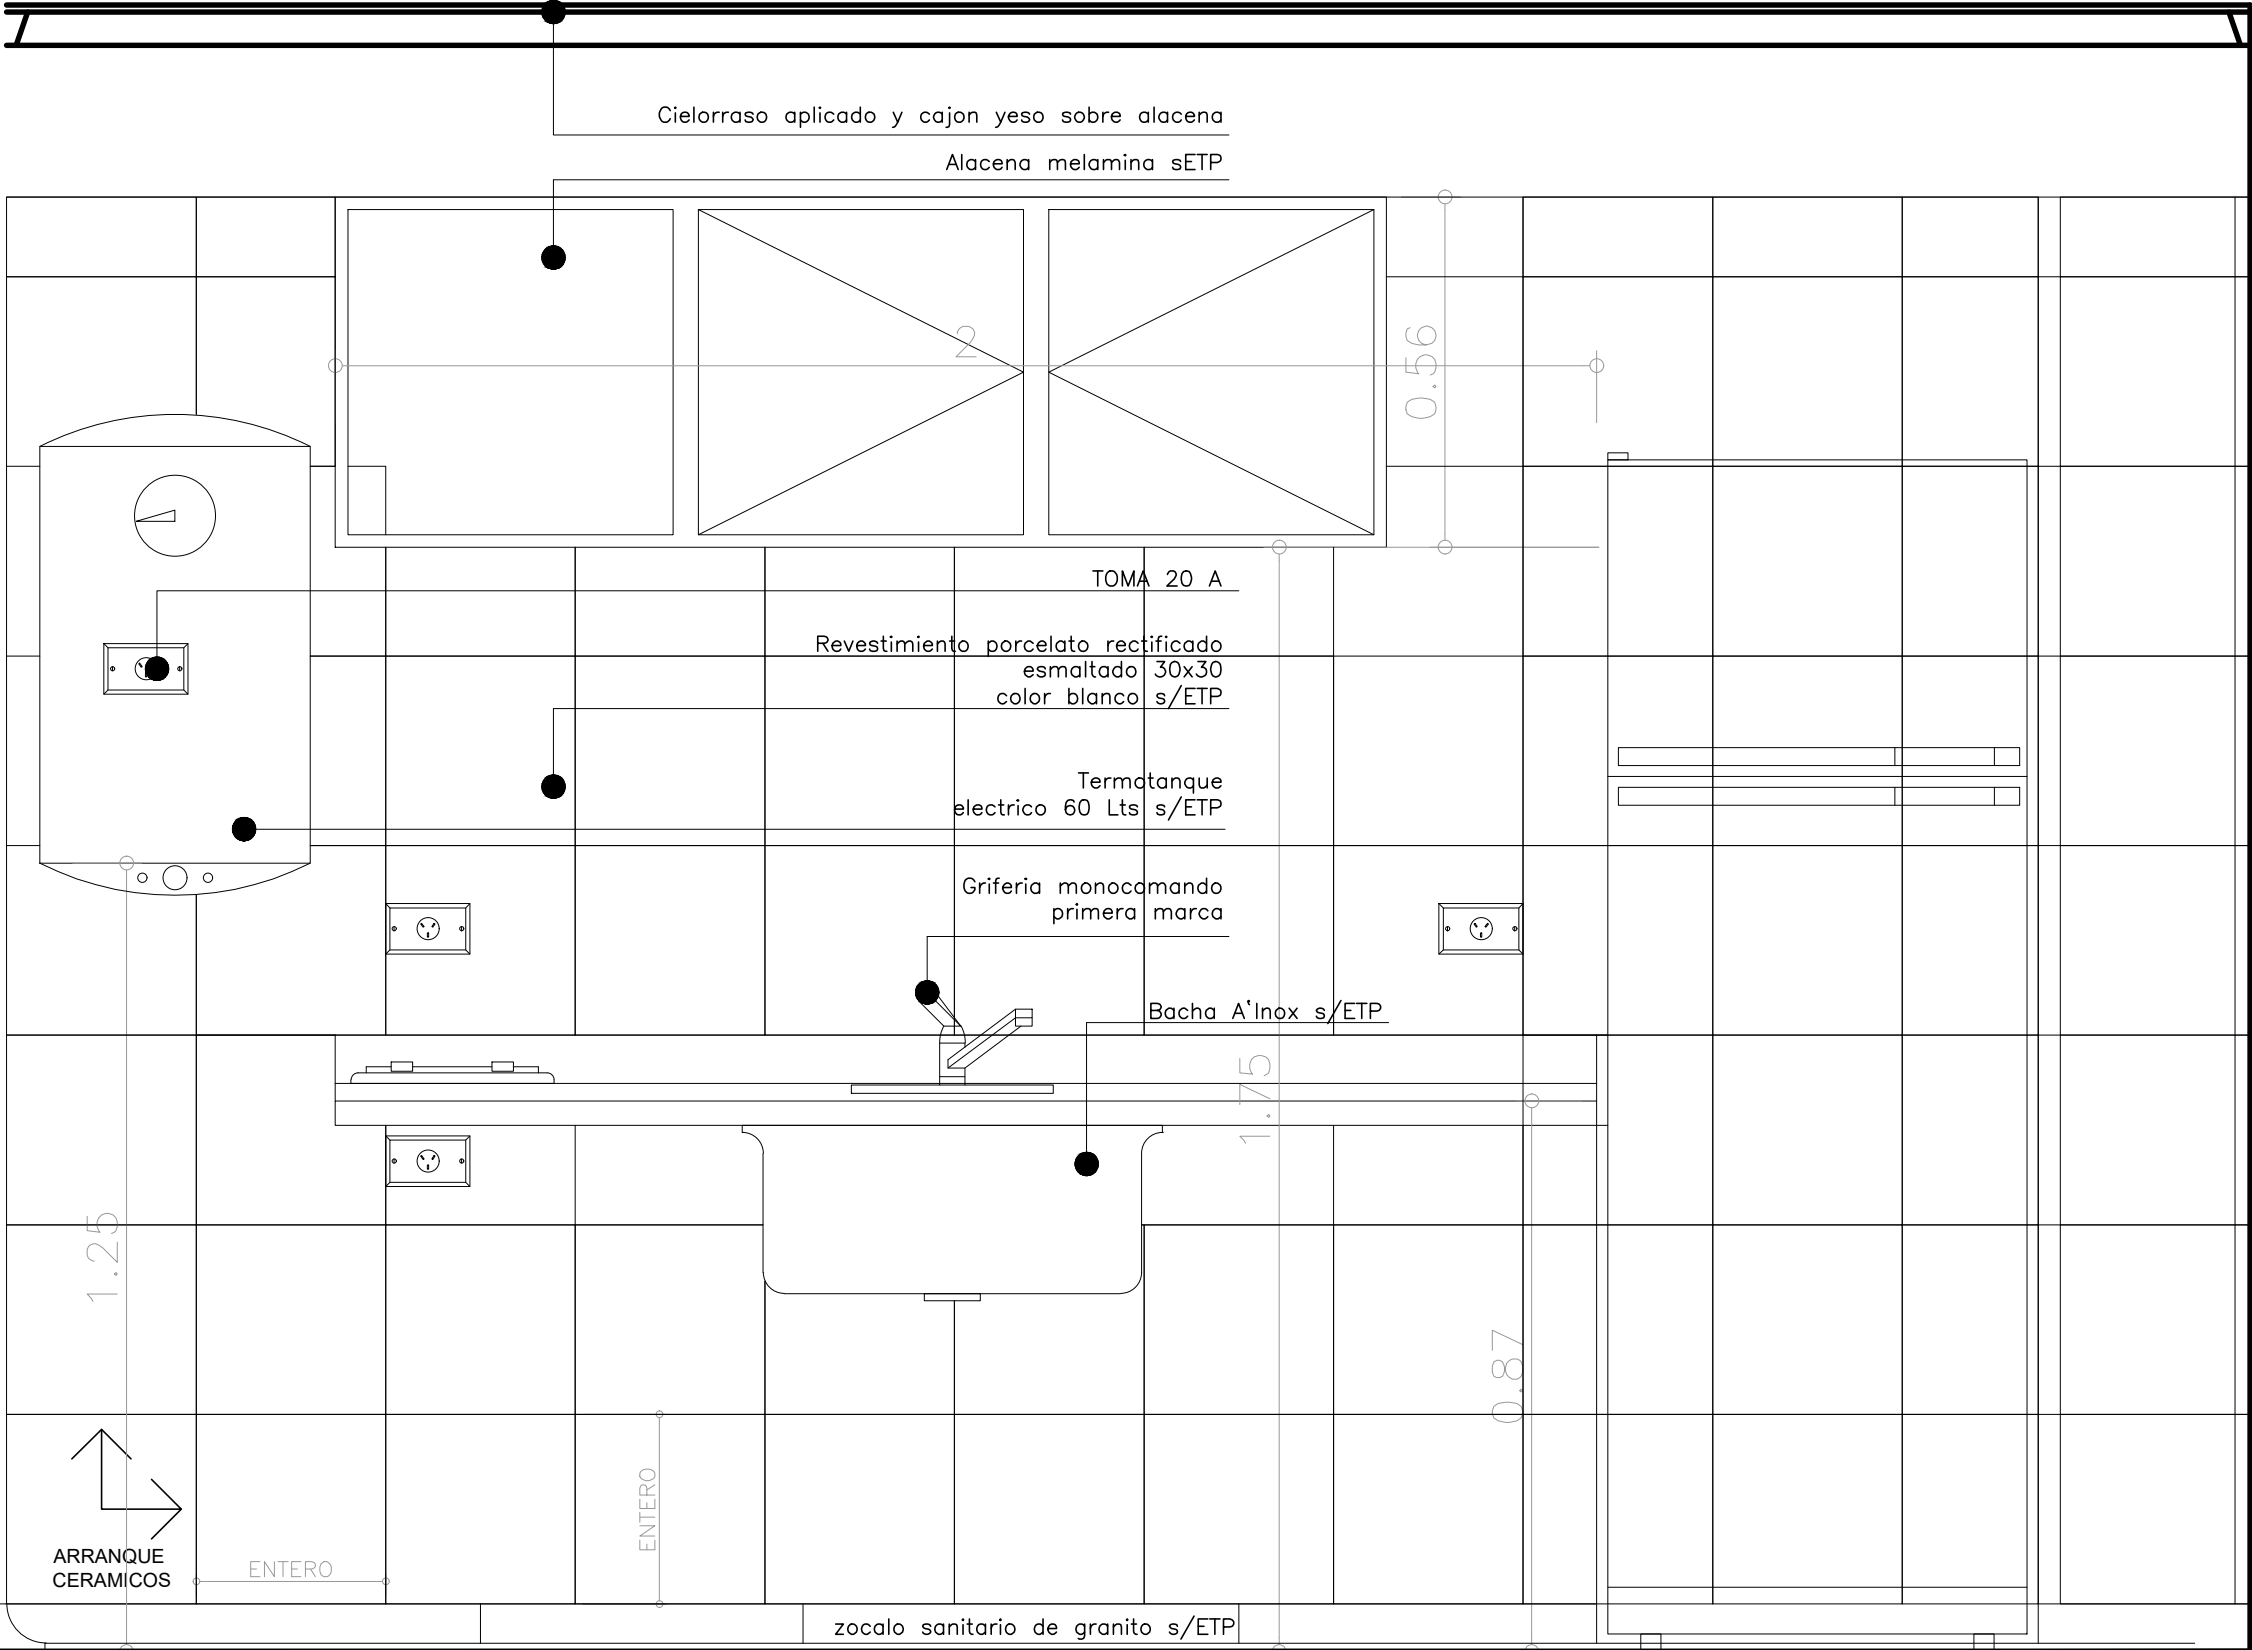 Cielorraso aplicado y cajon yeso sobre alacena
Alacena melamina sETP
2
0.56
TOMA 20 A
Revestimiento porcelato rectificado
esmaltado 30x30
color blanco s/ETP
Termotanque
electrico 60 Lts s/ETP
Griferia monocomando
primera marca
Bacha A'Inox s/ETP
1.75
1.25
0.87
ENTERO
ARRANQUE
CERAMICOS
ENTERO
zocalo sanitario de granito s/ETP